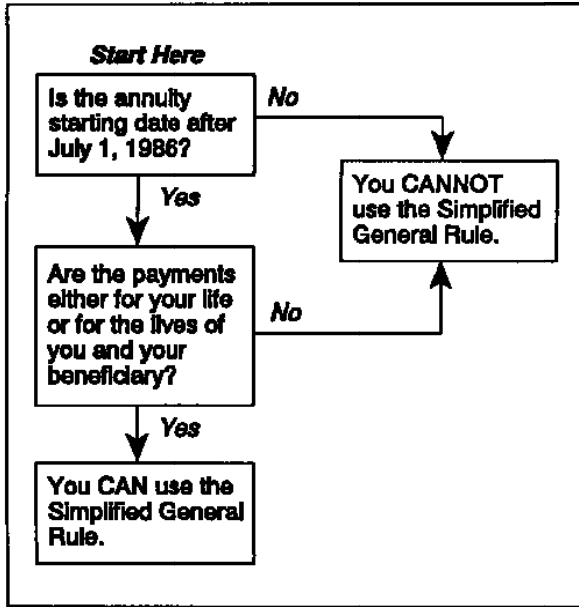 Start Here
Is the annuity
starting date after
July 1, 1986?
No
Yes
You CANNOT
use the Simplified
General Rule.
Are the payments
either for your life
or for the lives of
you and your
beneficiary?
No
Yes
You CAN use the
Simplified General
Rule.